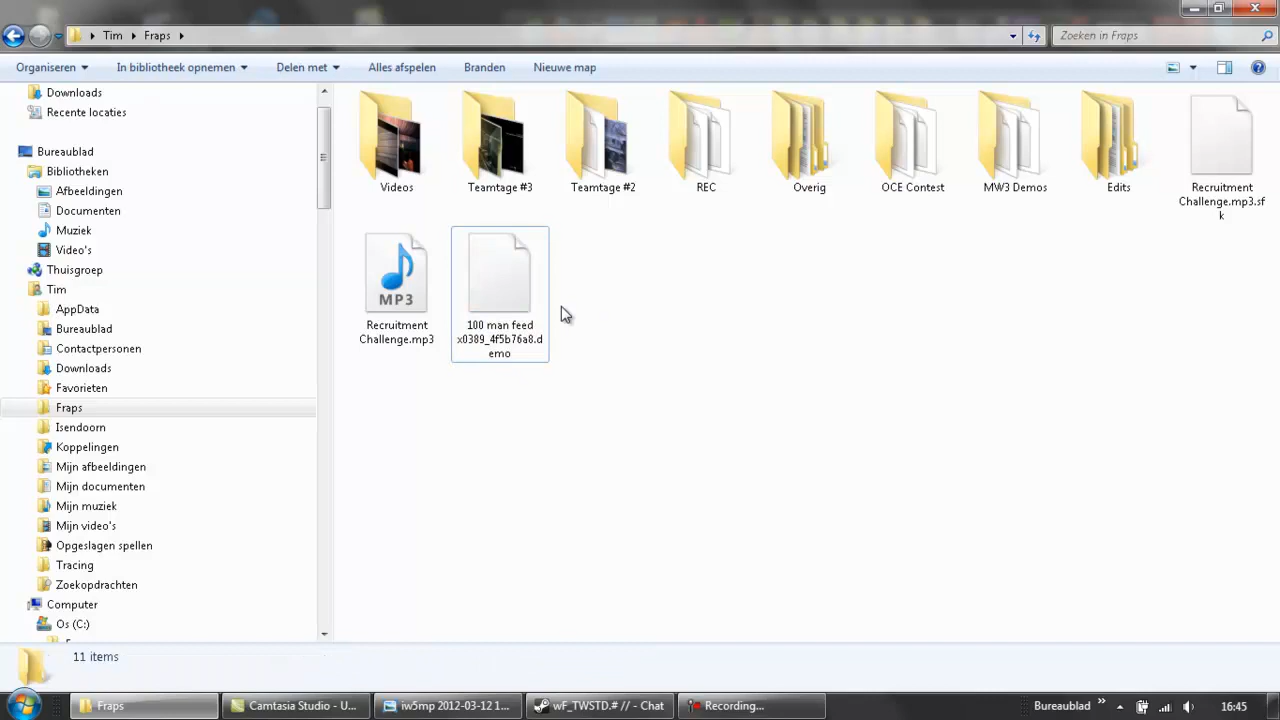 Tim Fraps
Zoeken in Fraps
Organiseren In bibliotheek opnemen Delen met Alles afspelen Branden Nieuwe map
Downloads
Recente locaties
Bureaublad
Bibliotheken
Afbeeldingen
Documenten
Muziek
Video's
Thuisgroep
Tim
AppData
Bureaublad
Contactpersonen
Downloads
Favorieten
Fraps
Isendoorn
Koppelingen
Mijn afbeeldingen
Mijn documenten
Mijn muziek
Mijn video's
Opgeslagen spellen
Tracing
Zoekopdrachten
Computer
Os (C:)
Videos
Teamtage #3
Teamtage #2
REC
Overig
OCE Contest
MW3 Demos
Edits
Recruitment
Challenge.mp3.sf
k
MP3
Recruitment
Challenge.mp3
100 man feed
x0389_4f5b76a8.d
emo
11 items
Fraps
Camtasia Studio - U...
iw5mp 2012-03-12 1...
wF_TWSTD.# // - Chat
Recording...
Bureaublad
16:45